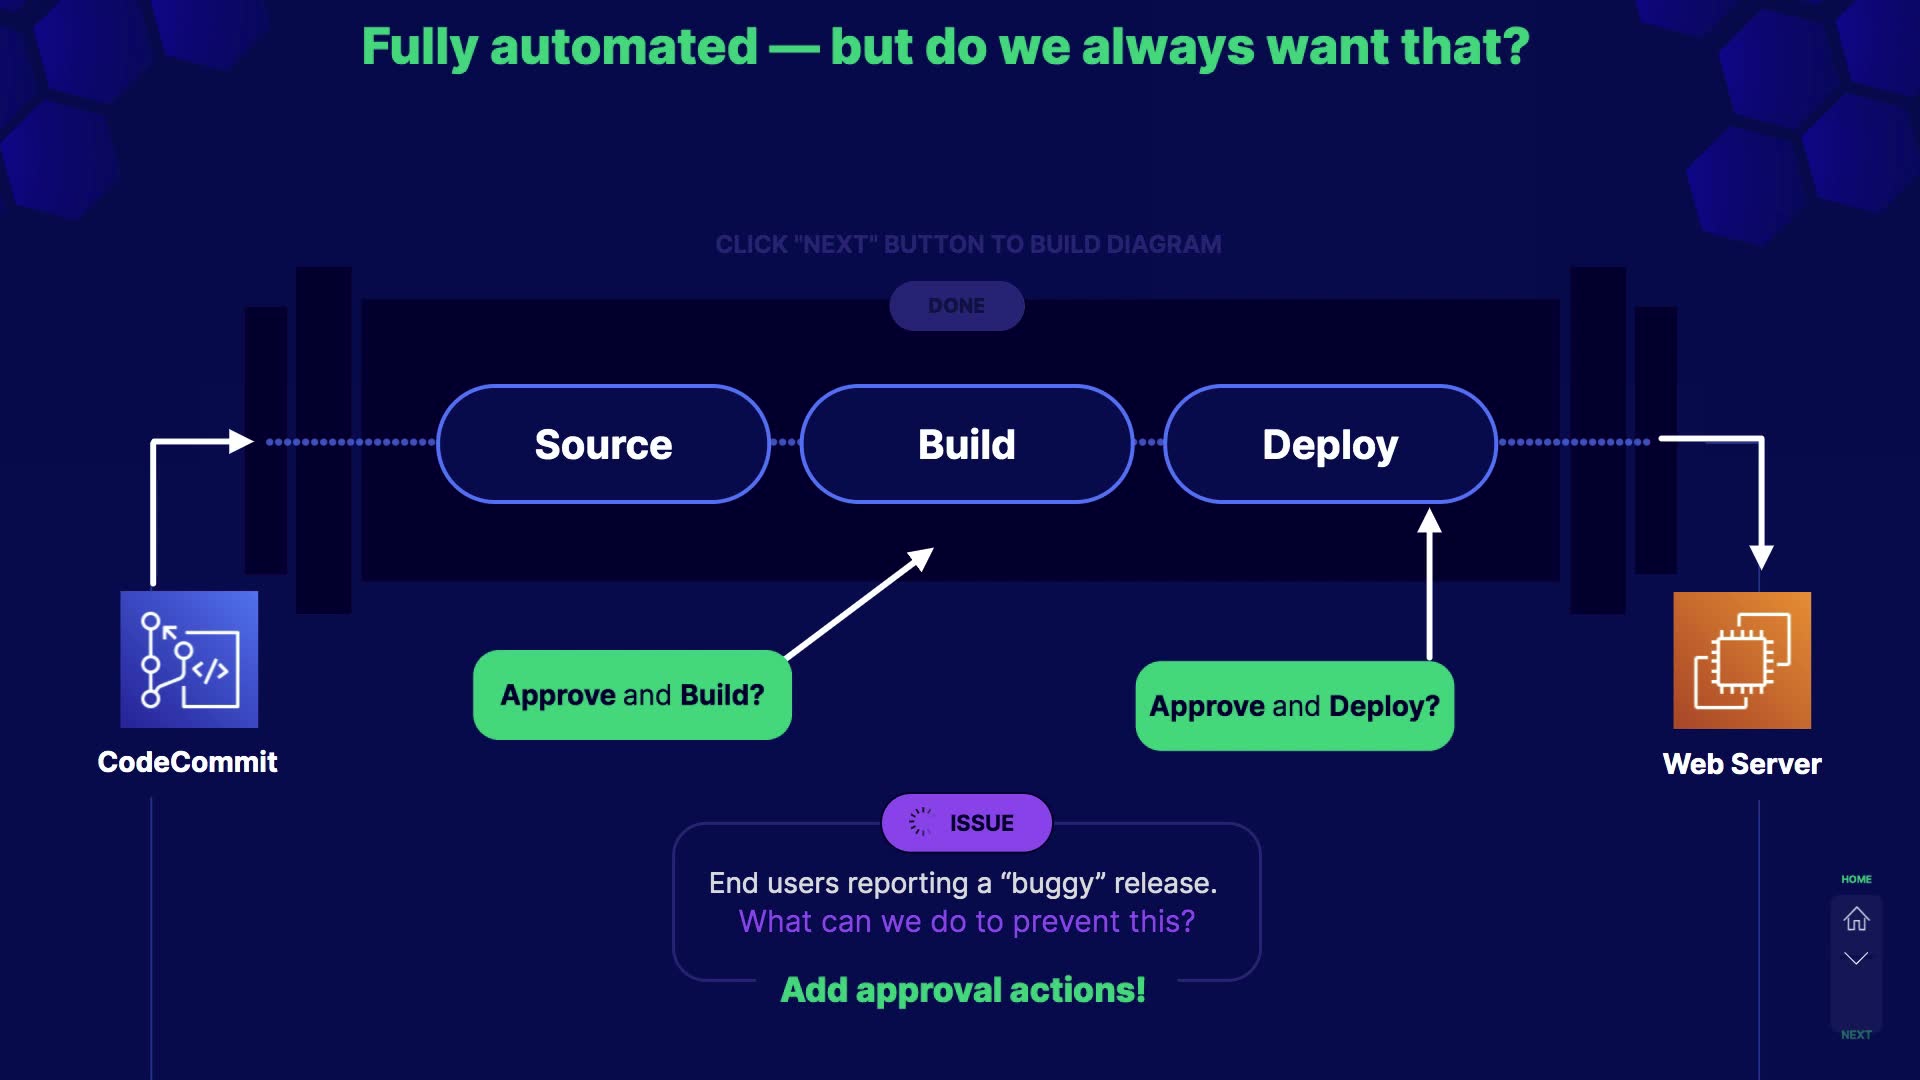 Fully automated — but do we always want that?
CLICK "NEXT" BUTTON TO BUILD DIAGRAM
DONE
Source
Build
Deploy
Approve and Build?
Approve and Deploy?
CodeCommit
Web Server
ISSUE
End users reporting a “buggy” release.
What can we do to prevent this?
Add approval actions!
HOME
NEXT